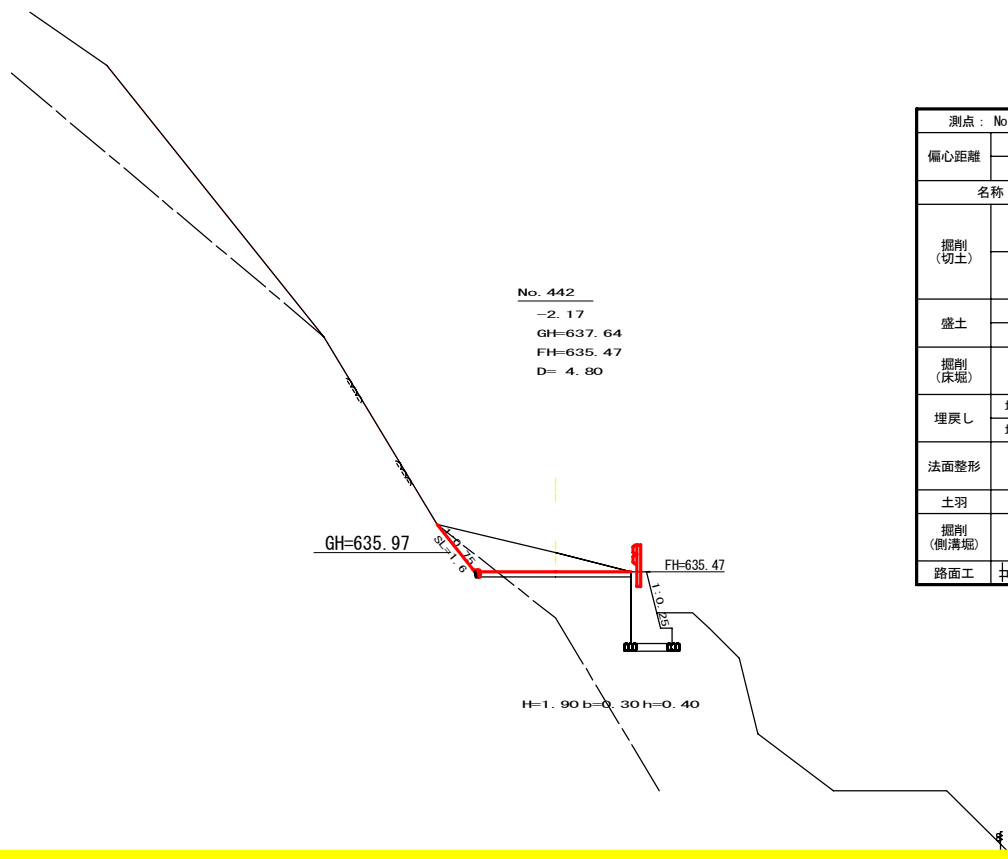 No. 442
-2. 17
GH=637. 64
FH=635. 47
D= 4. 80
GH=635. 97
1:0.75
SL=1.6
FH=635. 47
1:0.25
H=1. 90 b=0. 30 h=0. 40
測点: No
偏心距離
名称
掘削
(切土)
盛土
掘削
(床堀)
埋戻し
法面整形
土羽
掘削
(側溝堀)
路面工